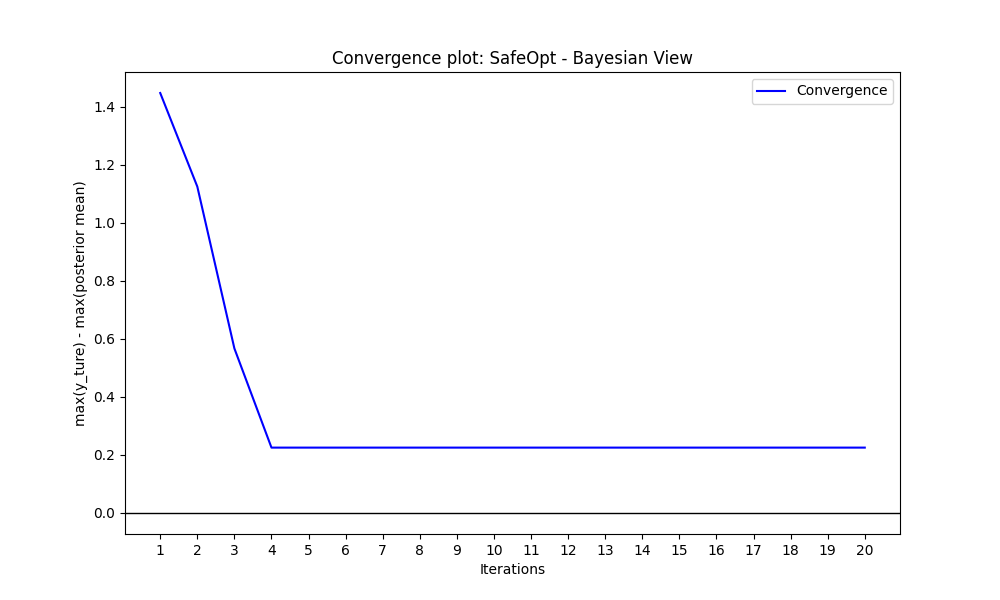 Convergence plot: SafeOpt - Bayesian View
Convergence
max(y_ture) - max(posterior mean)
1.4
1.2
1.0
0.8
0.6
0.4
0.2
0.0
1 2 3 4 5 6 7 8 9 10 11 12 13 14 15 16 17 18 19 20
Iterations